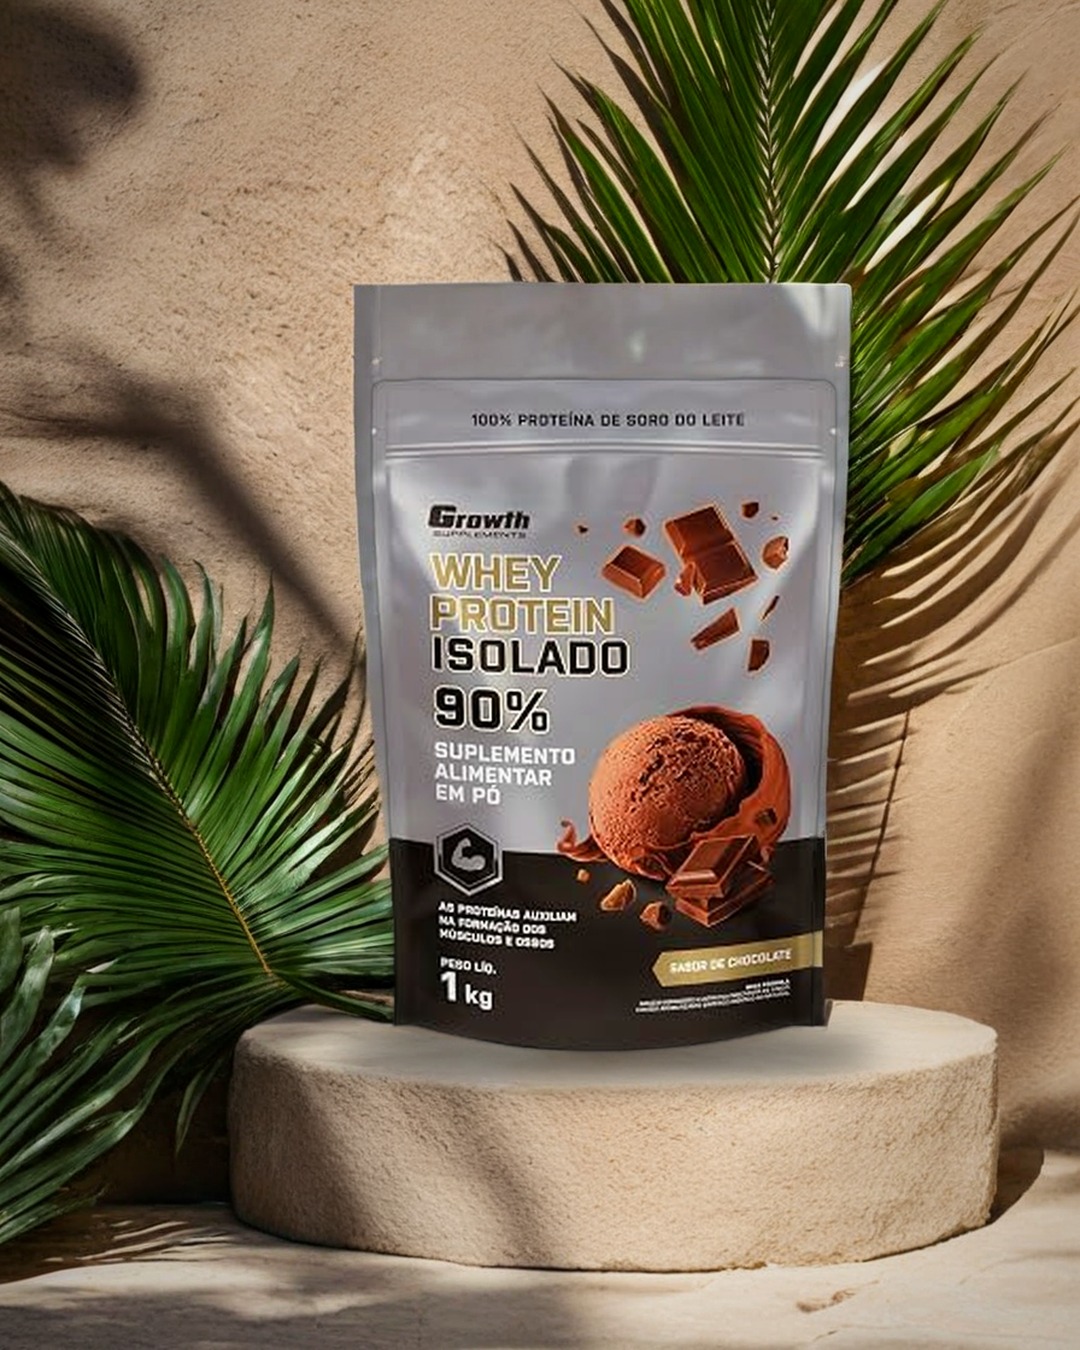 100% PROTEÍNA DE SORO DO LEITE
Growth
SUPPLEMENTS
WHEY
PROTEIN
ISOLADO
90%
SUPLEMENTO
ALIMENTAR
EM PÓ
AS PROTEÍNAS AUXILIAM
NA FORMAÇÃO DOS
MÚSCULOS E OSSOS
PESO LÍQ.
1 kg
SABOR DE CHOCOLATE